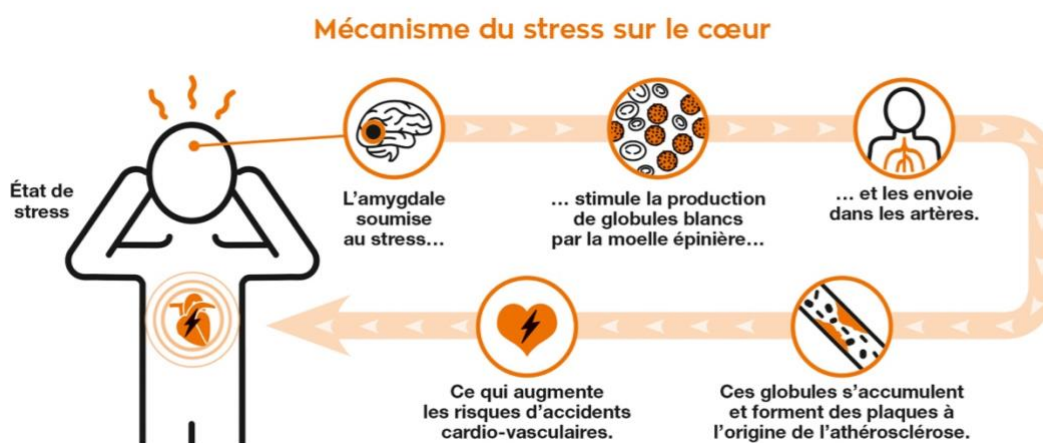 Mécanisme du stress sur le cœur
État de
stress
L’amygdale
soumise
au stress...
... stimule la production
de globules blancs
par la moelle épinière...
... et les envoie
dans les artères.
Ces globules s’accumulent
et forment des plaques à
l’origine de l’athérosclérose.
Ce qui augmente
les risques d’accidents
cardio-vasculaires.